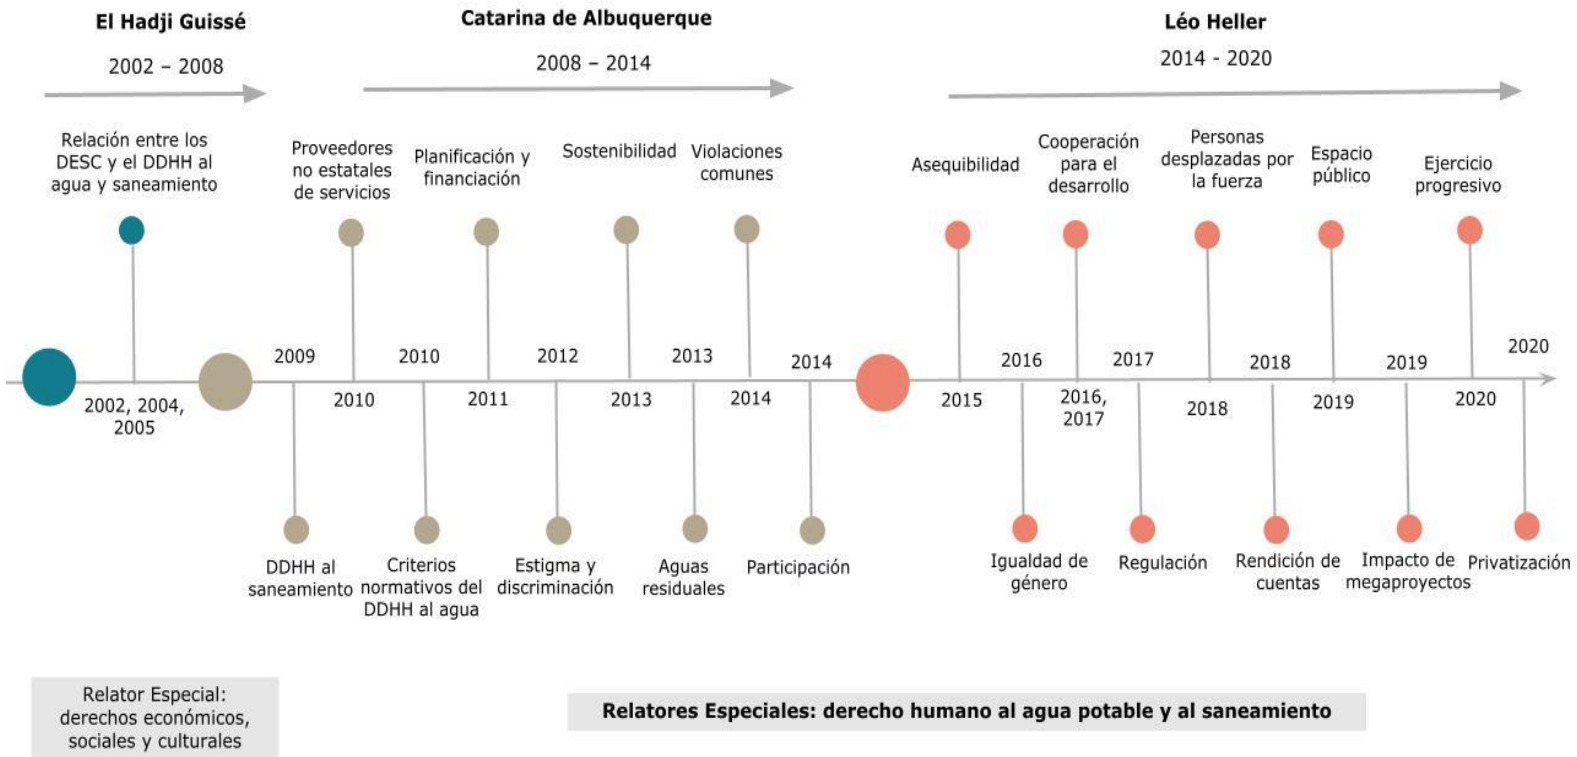 El Hadji Guissé
2002 – 2008
Catarina de Albuquerque
2008 – 2014
Léo Heller
2014 - 2020
Relación entre los
DESC y el DDHH al
agua y saneamiento
Proveedores
no estatales
de servicios
Planificación y
financiación
Sostenibilidad
Violaciones
comunes
Asequibilidad
Cooperación
para el
desarrollo
Personas
desplazadas por
la fuerza
Espacio
público
Ejercicio
progresivo
2009
2010
2012
2013
2014
2016
2017
2018
2019
2020
2002, 2004,
2005
2010
2011
2013
2014
2015
2016,
2017
2018
2019
2020
DDHH al
saneamiento
Criterios
normativos del
DDHH al agua
Estigma y
discriminación
Aguas
residuales
Participación
Igualdad de
género
Regulación
Rendición de
cuentas
Impacto de
megaproyectos
Privatización
Relator Especial:
derechos económicos,
sociales y culturales
Relatores Especiales: derecho humano al agua potable y al saneamiento